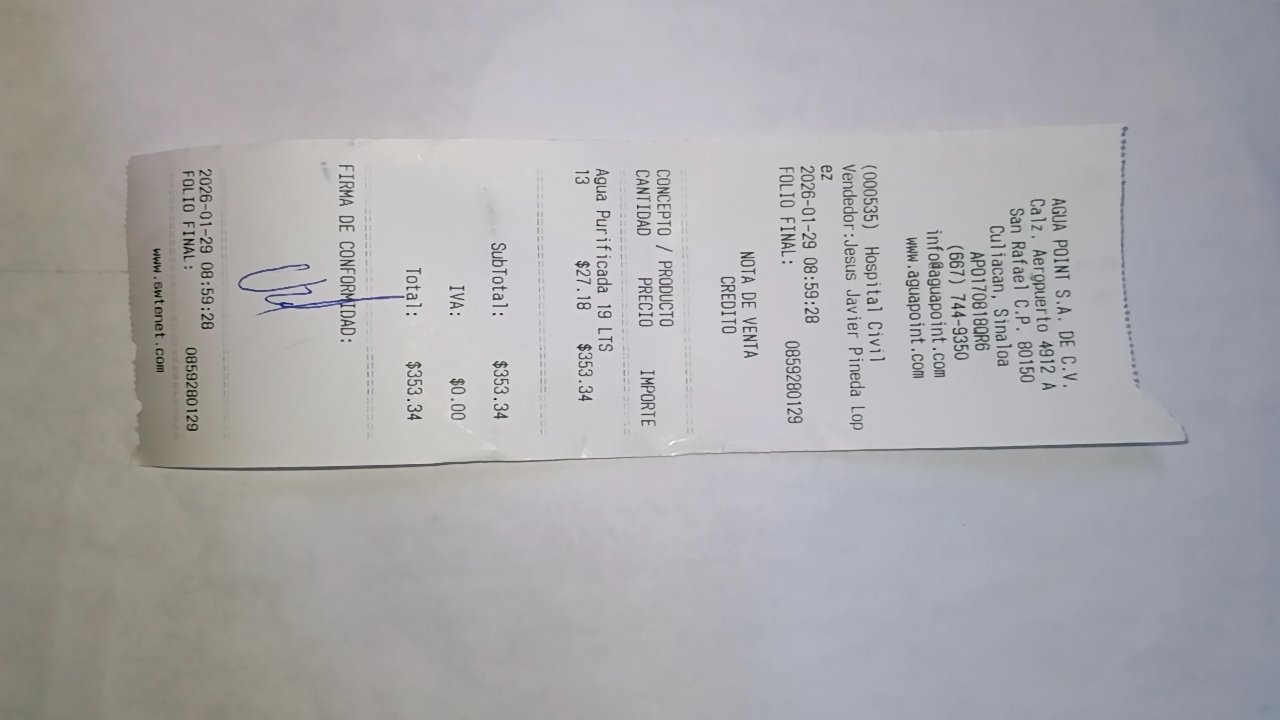 AGUA POINT S.A. DE C.V.
Calz. Aeropuerto 4912 A
San Rafael C.P. 80150
Culiacan, Sinaloa
APO170818QR6
(667) 744-9350
info@aguapoint.com
www.aguapoint.com
(000535) Hospital Civil
Vendedor:Jesus Javier Pineda Lop
ez
2026-01-29 08:59:28
FOLIO FINAL: 0859280129
NOTA DE VENTA
CREDITO
CONCEPTO / PRODUCTO
CANTIDAD PRECIO IMPORTE
Agua Purificada 19 LTS
13 $27.18 $353.34
SubTotal: $353.34
IVA: $0.00
Total: $353.34
FIRMA DE CONFORMIDAD:
2026-01-29 08:59:28
FOLIO FINAL: 0859280129
www.swtenet.com